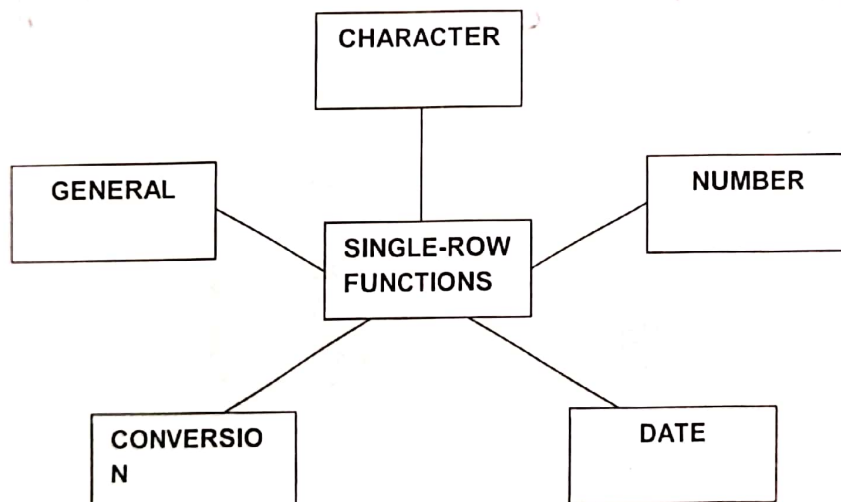 CHARACTER
GENERAL
NUMBER
SINGLE-ROW
FUNCTIONS
CONVERSIO
N
DATE